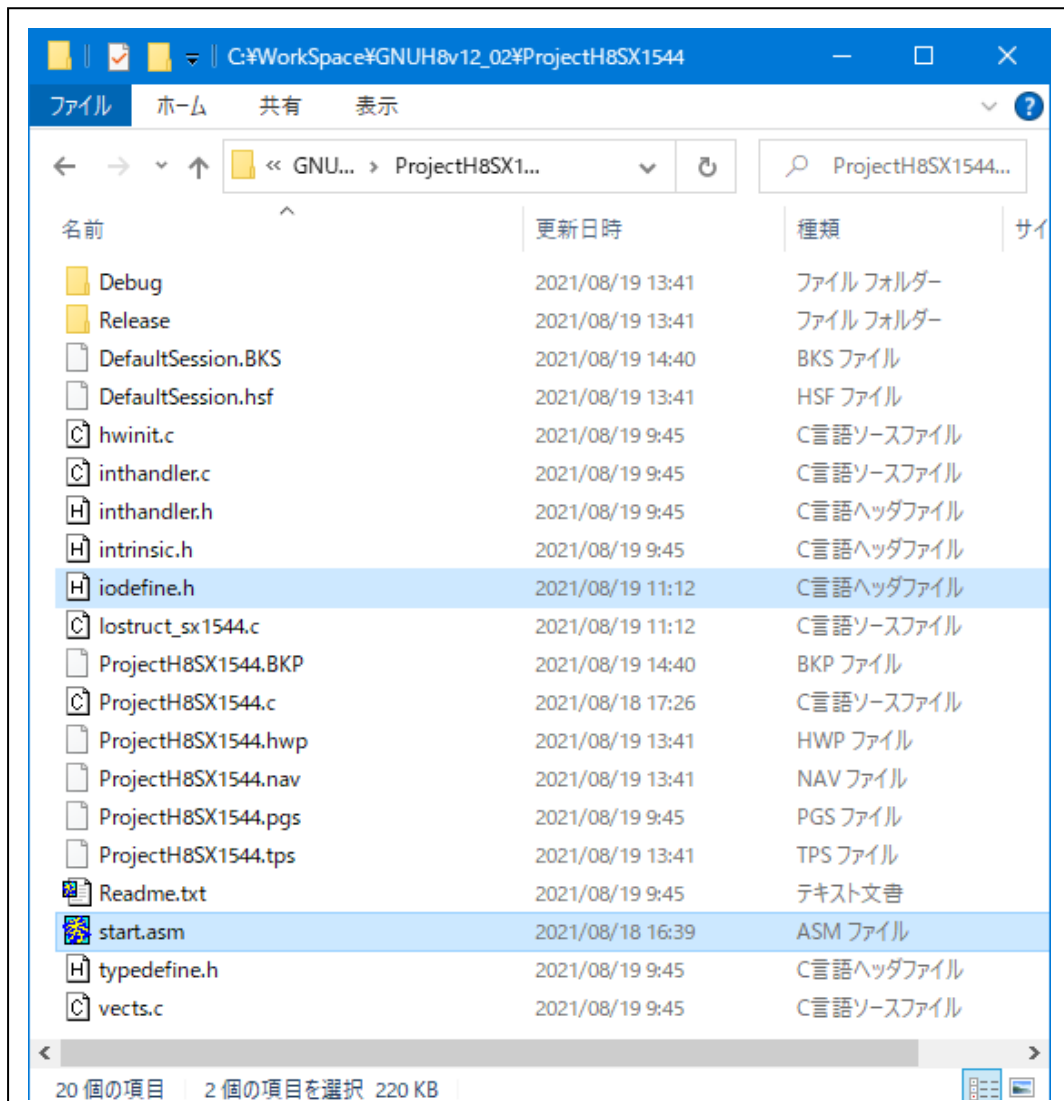 C:¥WorkSpace¥GNUH8v12_02¥ProjectH8SX1544
ファイル ホーム 共有 表示
« GNU... › ProjectH8SX1... ProjectH8SX1544...
名前 更新日時 種類 サイ
Debug 2021/08/19 13:41 ファイル フォルダー
Release 2021/08/19 13:41 ファイル フォルダー
DefaultSession.BKS 2021/08/19 14:40 BKS ファイル
DefaultSession.hsf 2021/08/19 13:41 HSF ファイル
hwinit.c 2021/08/19 9:45 C言語ソースファイル
inthandler.c 2021/08/19 9:45 C言語ソースファイル
inthandler.h 2021/08/19 9:45 C言語ヘッダファイル
intrinsic.h 2021/08/19 9:45 C言語ヘッダファイル
iodefine.h 2021/08/19 11:12 C言語ヘッダファイル
Iostruct_sx1544.c 2021/08/19 11:12 C言語ソースファイル
ProjectH8SX1544.BKP 2021/08/19 14:40 BKP ファイル
ProjectH8SX1544.c 2021/08/18 17:26 C言語ソースファイル
ProjectH8SX1544.hwp 2021/08/19 13:41 HWP ファイル
ProjectH8SX1544.nav 2021/08/19 13:41 NAV ファイル
ProjectH8SX1544.pgs 2021/08/19 9:45 PGS ファイル
ProjectH8SX1544.tps 2021/08/19 13:41 TPS ファイル
Readme.txt 2021/08/19 9:45 テキスト文書
start.asm 2021/08/18 16:39 ASM ファイル
typedefine.h 2021/08/19 9:45 C言語ヘッダファイル
vects.c 2021/08/19 9:45 C言語ソースファイル
20 個の項目 2 個の項目を選択 220 KB